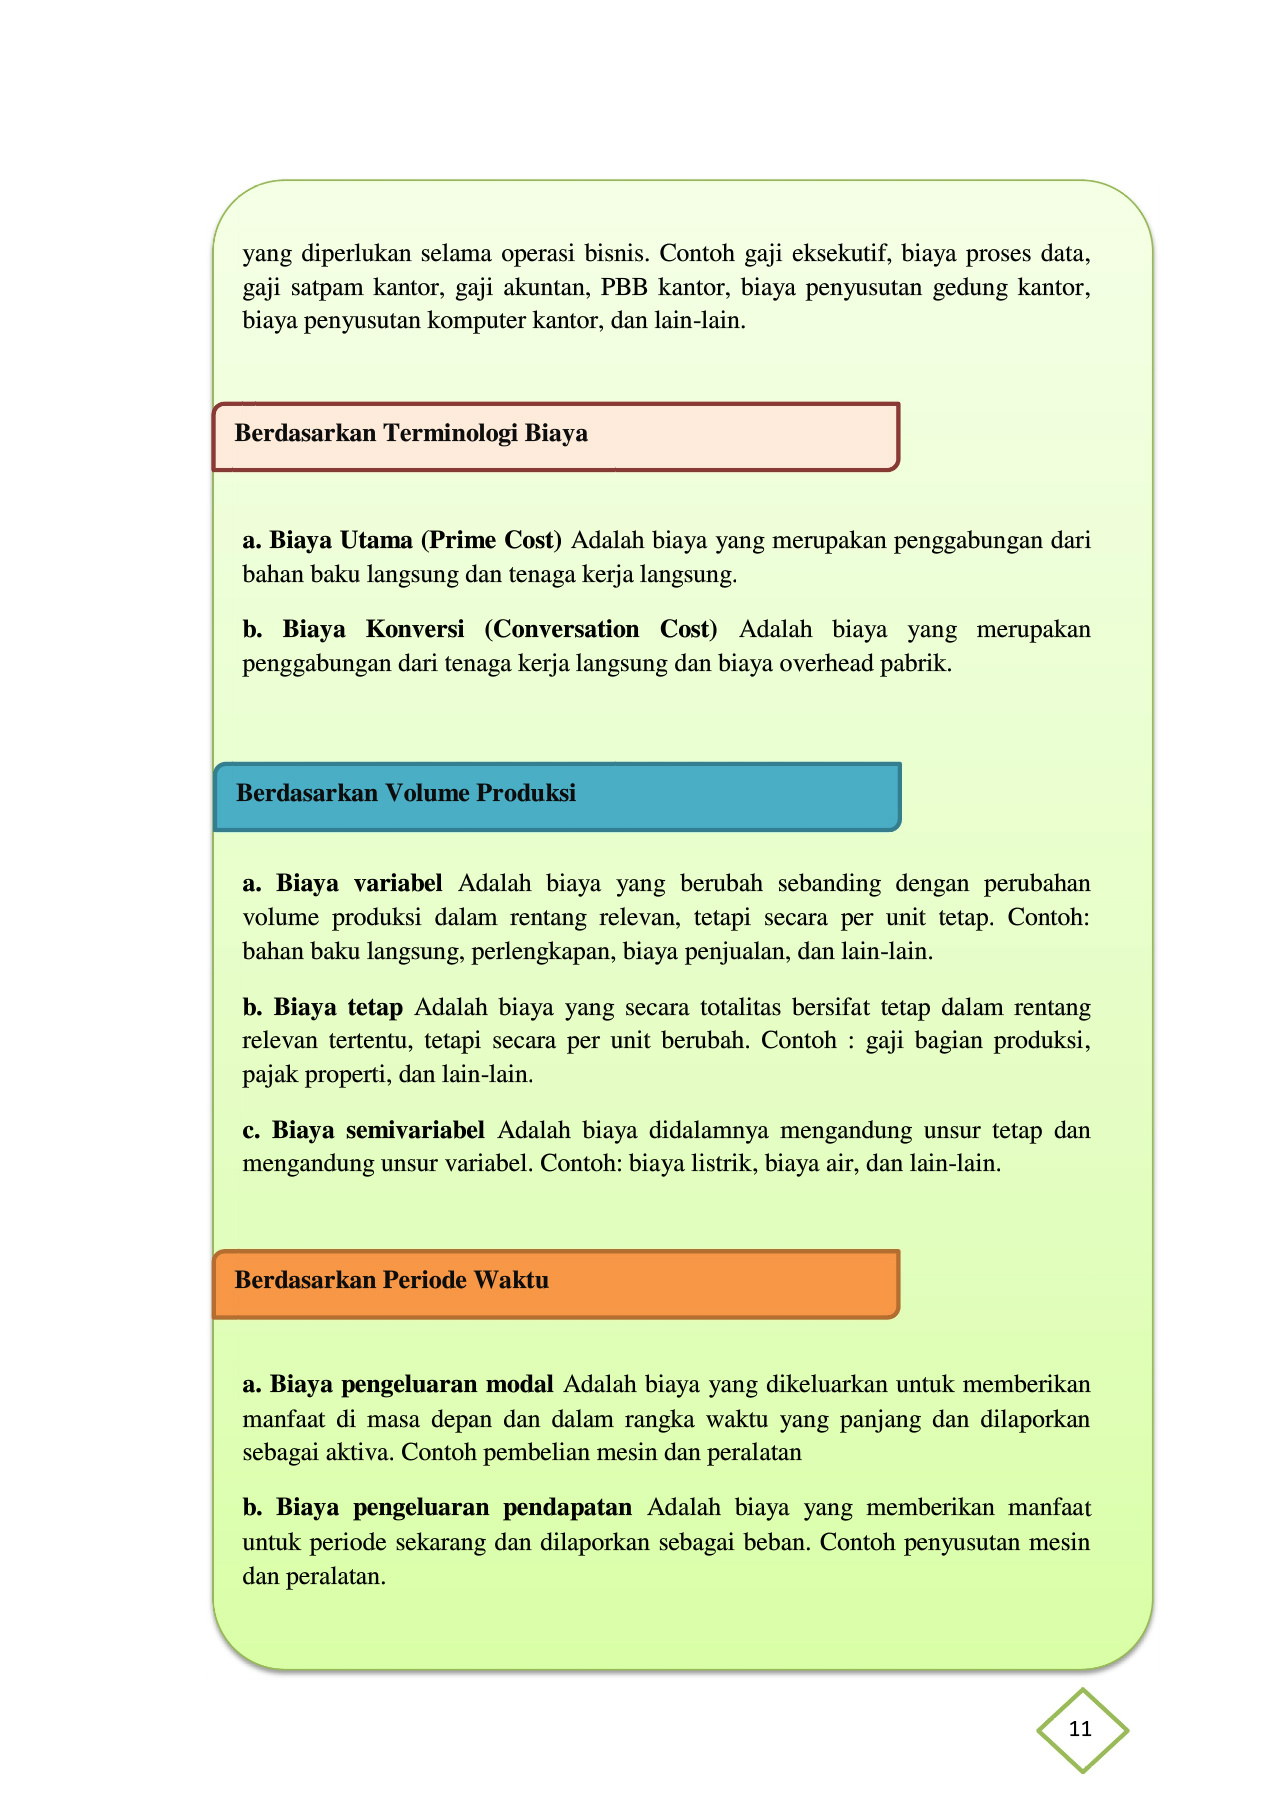 yang diperlukan selama operasi bisnis. Contoh gaji eksekutif, biaya proses data,
gaji satpam kantor, gaji akuntan, PBB kantor, biaya penyusutan gedung kantor,
biaya penyusutan komputer kantor, dan lain-lain.
Berdasarkan Terminologi Biaya
a. Biaya Utama (Prime Cost) Adalah biaya yang merupakan penggabungan dari
bahan baku langsung dan tenaga kerja langsung.
b. Biaya Konversi (Conversation Cost) Adalah biaya yang merupakan
penggabungan dari tenaga kerja langsung dan biaya overhead pabrik.
Berdasarkan Volume Produksi
a. Biaya variabel Adalah biaya yang berubah sebanding dengan perubahan
volume produksi dalam rentang relevan, tetapi secara per unit tetap. Contoh:
bahan baku langsung, perlengkapan, biaya penjualan, dan lain-lain.
b. Biaya tetap Adalah biaya yang secara totalitas bersifat tetap dalam rentang
relevan tertentu, tetapi secara per unit berubah. Contoh : gaji bagian produksi,
pajak properti, dan lain-lain.
c. Biaya semivariabel Adalah biaya didalamnya mengandung unsur tetap dan
mengandung unsur variabel. Contoh: biaya listrik, biaya air, dan lain-lain.
Berdasarkan Periode Waktu
a. Biaya pengeluaran modal Adalah biaya yang dikeluarkan untuk memberikan
manfaat di masa depan dan dalam rangka waktu yang panjang dan dilaporkan
sebagai aktiva. Contoh pembelian mesin dan peralatan
b. Biaya pengeluaran pendapatan Adalah biaya yang memberikan manfaat
untuk periode sekarang dan dilaporkan sebagai beban. Contoh penyusutan mesin
dan peralatan.
11